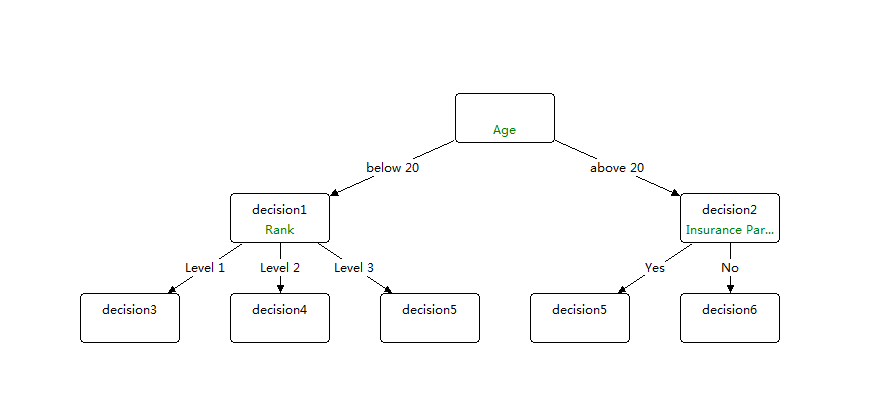 Age
below 20
above 20
decision1
Rank
decision2
Insurance Par...
Level 1
Level 2
Level 3
Yes
No
decision3
decision4
decision5
decision5
decision6